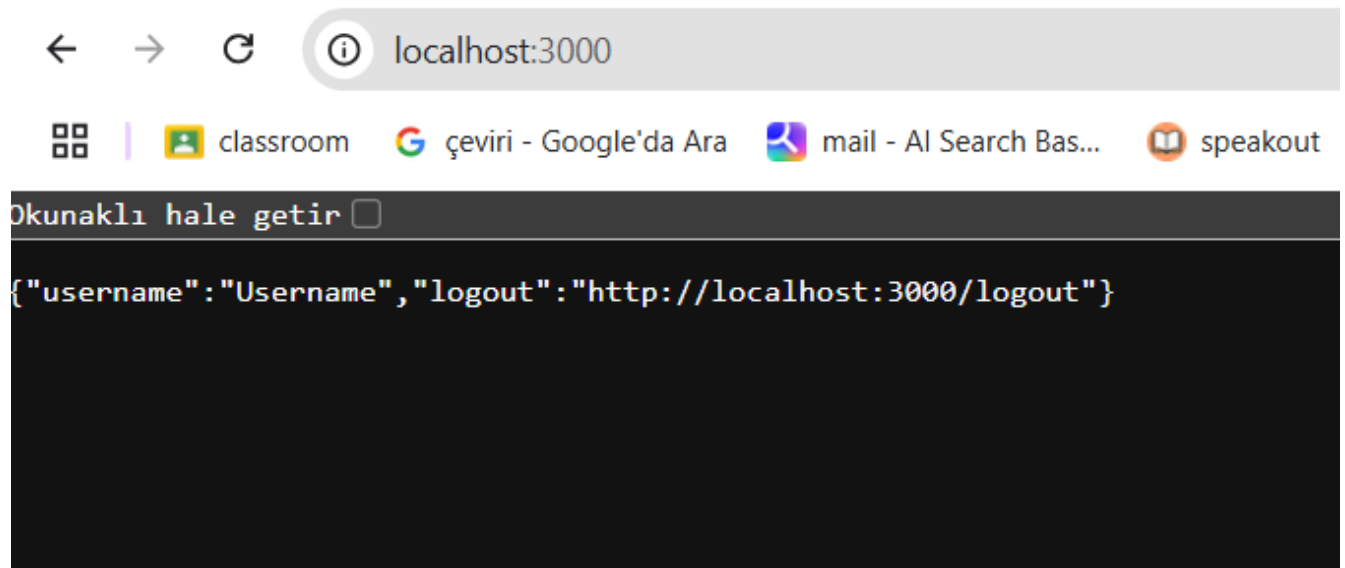 localhost:3000
classroom
çeviri - Google'da Ara
mail - AI Search Bas...
speakout
Okunaklı hale getir
{"username":"Username","logout":"http://localhost:3000/logout"}